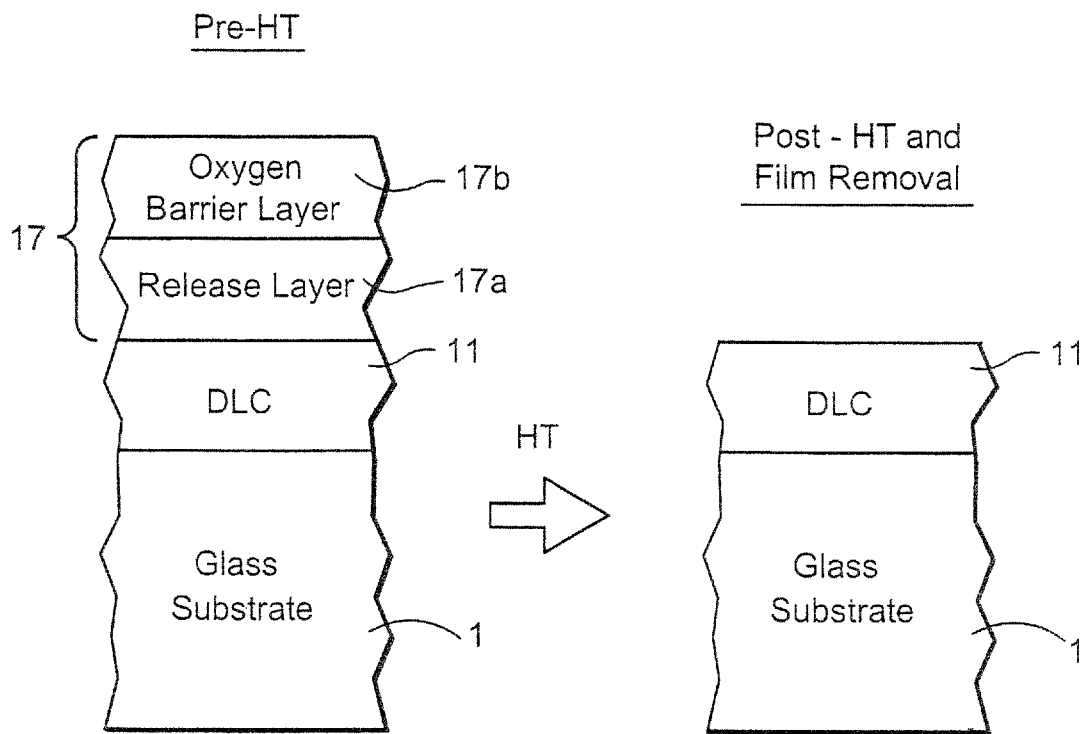 Pre-HT
Oxygen
Barrier Layer
17b
17
Release Layer
17a
11
DLC
Glass
Substrate
1
HT
Post - HT and
Film Removal
11
DLC
Glass
Substrate
1